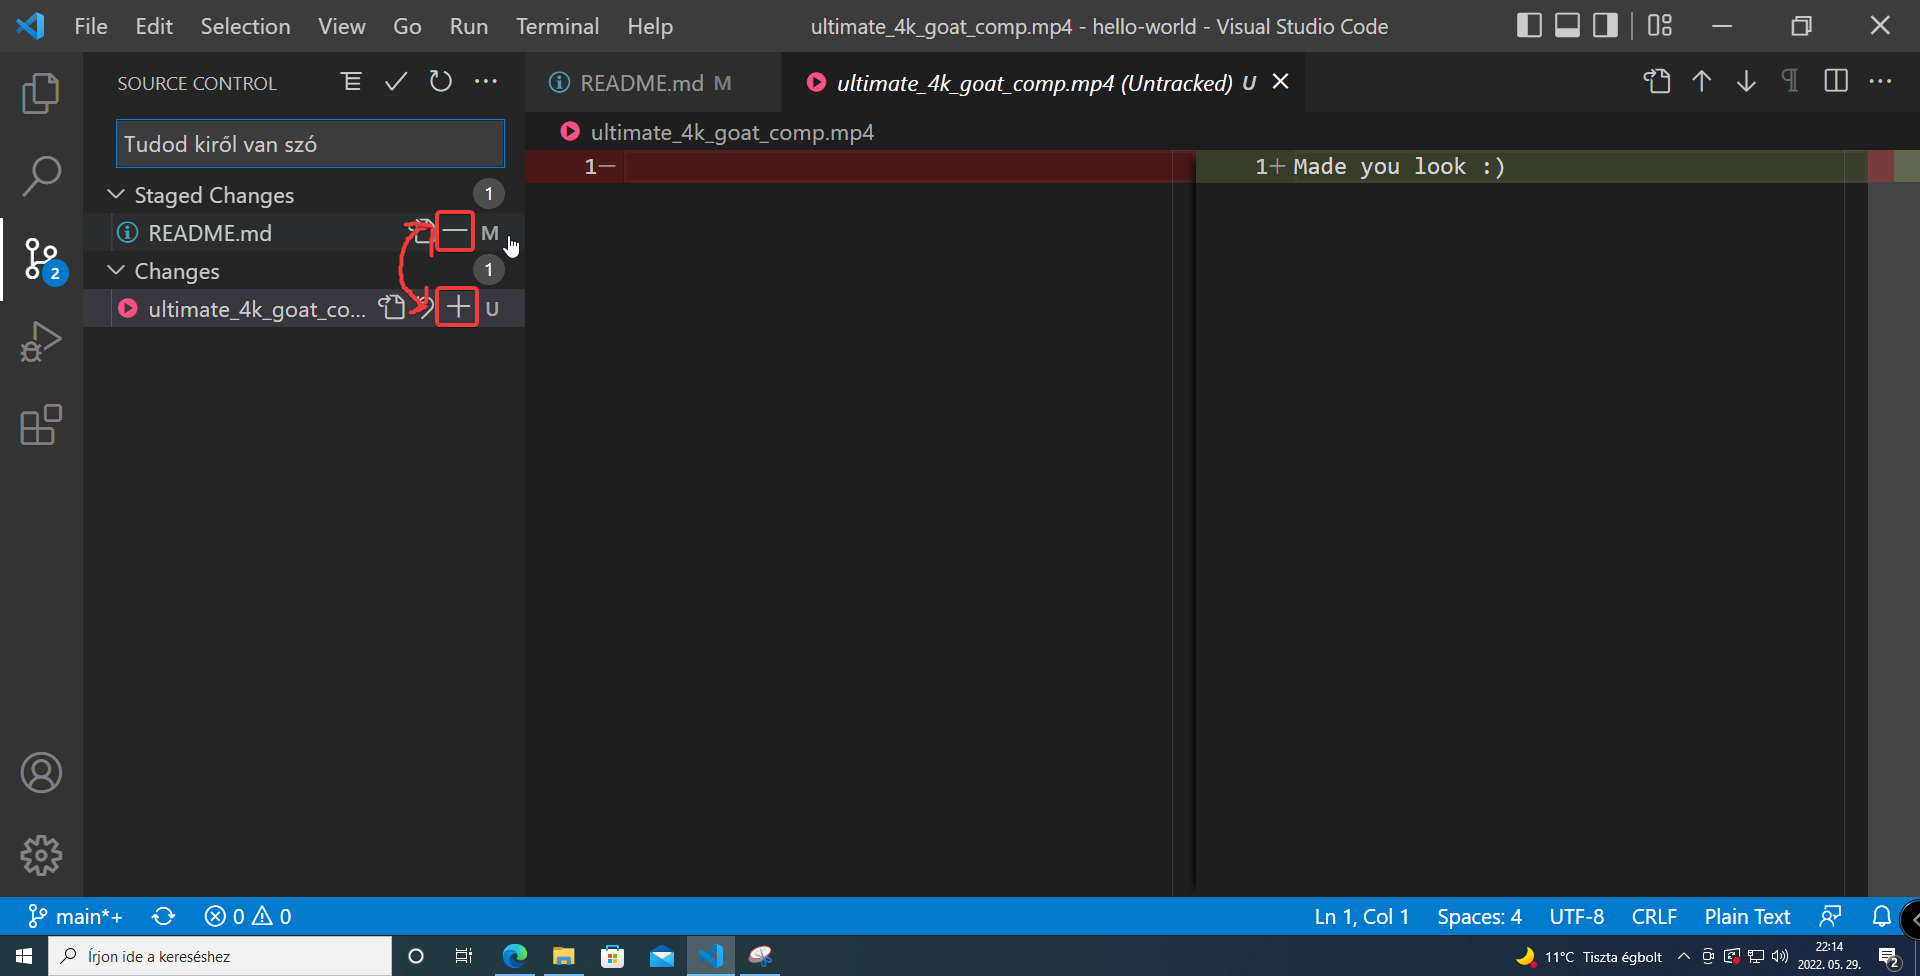 File Edit Selection View Go Run Terminal Help
ultimate_4k_goat_comp.mp4 - hello-world - Visual Studio Code
SOURCE CONTROL
README.md M
ultimate_4k_goat_comp.mp4 (Untracked) U
ultimate_4k_goat_comp.mp4
Tudod kiről van szó
1−
1+ Made you look :)
Staged Changes 1
README.md M
Changes 1
ultimate_4k_goat_co... U
2
main*+ 0 0
Ln 1, Col 1 Spaces: 4 UTF-8 CRLF Plain Text
Írjon ide a kereséshez
11°C Tiszta égbolt
22:14
2022. 05. 29.
2